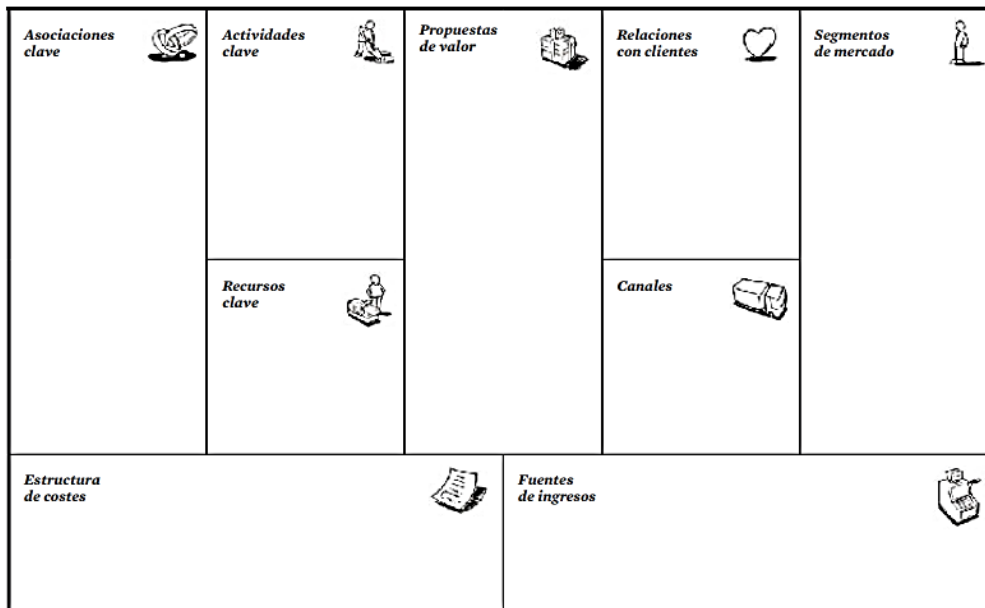 Asociaciones
clave
Actividades
clave
Propuestas
de valor
Relaciones
con clientes
Segmentos
de mercado
Recursos
clave
Canales
Estructura
de costes
Fuentes
de ingresos